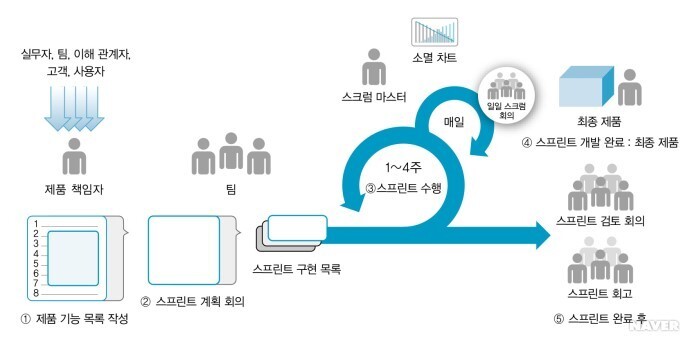 실무자, 팀, 이해 관계자,
고객, 사용자
제품 책임자
1
2
3
4
5
6
7
8
① 제품 기능 목록 작성
팀
② 스프린트 계획 회의
스프린트 구현 목록
스크럼 마스터
소멸 차트
매일
일일 스크럼
회의
1~4주
③스프린트 수행
최종 제품
④ 스프린트 개발 완료 : 최종 제품
스프린트 검토 회의
스프린트 회고
⑤ 스프린트 완료 후
NAVER